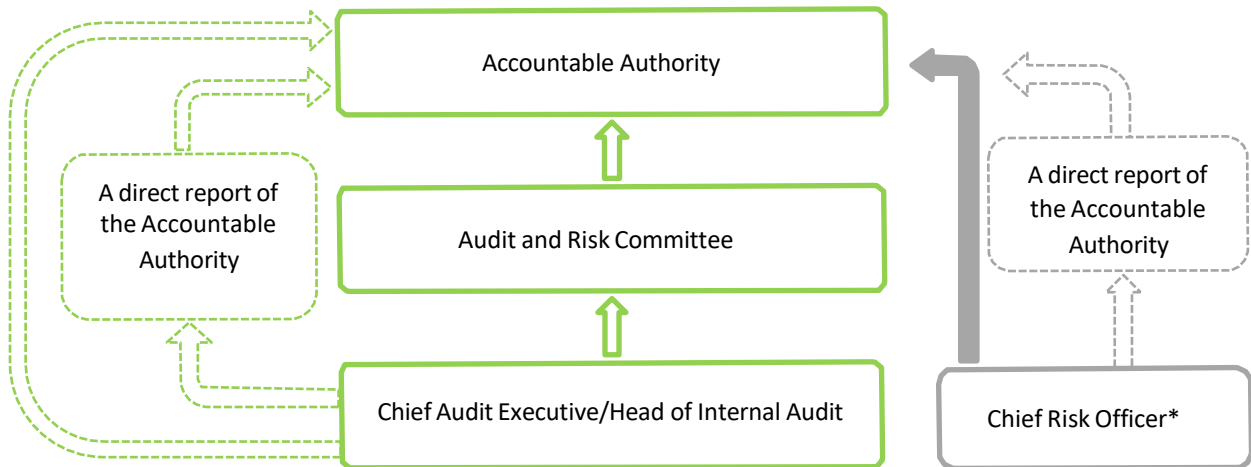 Accountable Authority
A direct report of
the Accountable
Authority
Audit and Risk Committee
A direct report of
the Accountable
Authority
Chief Audit Executive/Head of Internal Audit
Chief Risk Officer*